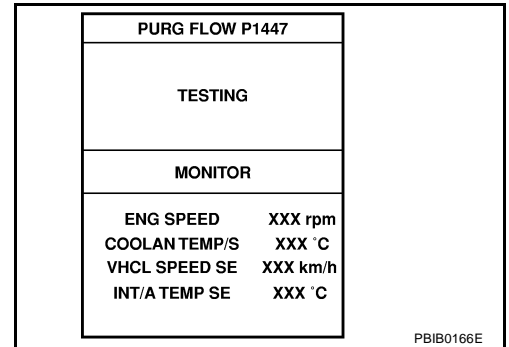 PURG FLOW P1447
TESTING
MONITOR
ENG SPEED XXX rpm
COOLAN TEMP/S XXX °C
VHCL SPEED SE XXX km/h
INT/A TEMP SE XXX °C
PBIB0166E